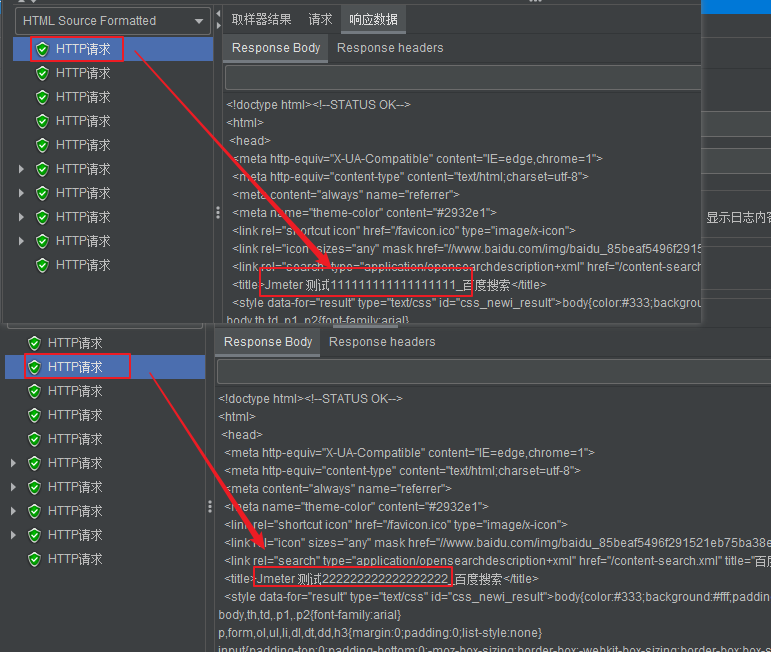 HTML Source Formatted
取样器结果 请求 响应数据
HTTP请求
HTTP请求
HTTP请求
HTTP请求
HTTP请求
HTTP请求
HTTP请求
HTTP请求
HTTP请求
HTTP请求
Response Body Response headers
<!doctype html><!--STATUS OK-->
<html>
<head>
<meta http-equiv="X-UA-Compatible" content="IE=edge,chrome=1">
<meta http-equiv="content-type" content="text/html;charset=utf-8">
<meta content="always" name="referrer">
<meta name="theme-color" content="#2932e1">
<link rel="shortcut icon" href="/favicon.ico" type="image/x-icon">
<link rel="icon" sizes="any" mask href="//www.baidu.com/img/baidu_85beaf5496f2915
<link rel="search" type="application/opensearchdescription+xml" href="/content-search
<title>Jmeter 测试1111111111111111111_百度搜索</title>
<style data-for="result" type="text/css" id="css_newi_result">body{color:#333;backgroun
body,th,td,.p1,.p2{font-family:arial}
显示日志内容
HTTP请求
HTTP请求
HTTP请求
HTTP请求
HTTP请求
HTTP请求
HTTP请求
HTTP请求
HTTP请求
HTTP请求
Response Body Response headers
<!doctype html><!--STATUS OK-->
<html>
<head>
<meta http-equiv="X-UA-Compatible" content="IE=edge,chrome=1">
<meta http-equiv="content-type" content="text/html;charset=utf-8">
<meta content="always" name="referrer">
<meta name="theme-color" content="#2932e1">
<link rel="shortcut icon" href="/favicon.ico" type="image/x-icon">
<link rel="icon" sizes="any" mask href="//www.baidu.com/img/baidu_85beaf5496f291521eb75ba38e
<link rel="search" type="application/opensearchdescription+xml" href="/content-search.xml" title="百
<title>Jmeter 测试2222222222222222222_百度搜索</title>
<style data-for="result" type="text/css" id="css_newi_result">body{color:#333;background:#fff;paddin
body,th,td,.p1,.p2{font-family:arial}
p,form,ol,ul,li,dl,dt,dd,h3{margin:0;padding:0;list-style:none}
input{padding-top:0;padding-bottom:0;-moz-box-sizing:border-box;-webkit-box-sizing:border-box;box-s